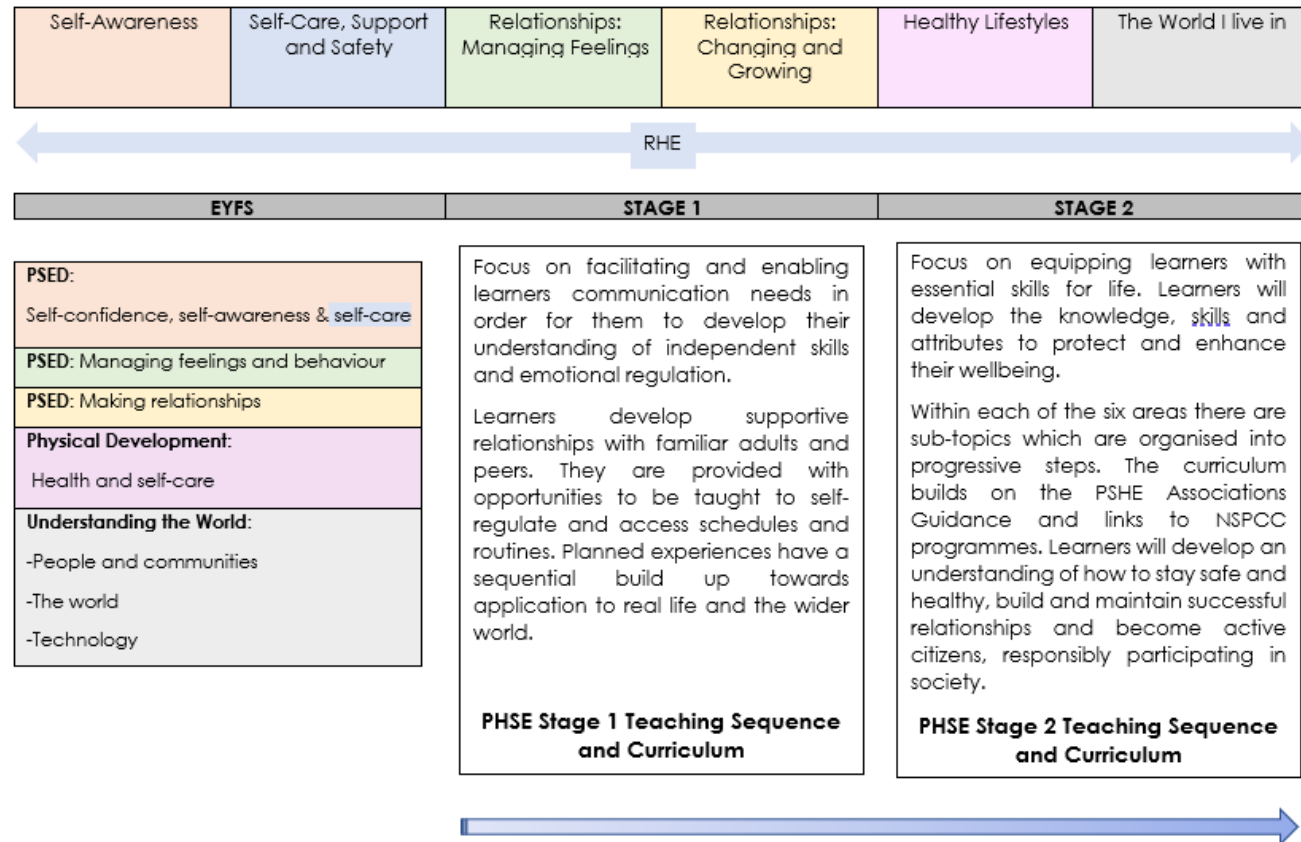 Self-Awareness
Self-Care, Support
and Safety
Relationships:
Managing Feelings
Relationships:
Changing and
Growing
Healthy Lifestyles
The World I live in
RHE
EYFS
STAGE 1
STAGE 2
PSED:
Self-confidence, self-awareness & self-care
PSED: Managing feelings and behaviour
PSED: Making relationships
Physical Development:
Health and self-care
Understanding the World:
-People and communities
-The world
-Technology
Focus on facilitating and enabling
learners communication needs in
order for them to develop their
understanding of independent skills
and emotional regulation.
Learners develop supportive
relationships with familiar adults and
peers. They are provided with
opportunities to be taught to self-
regulate and access schedules and
routines. Planned experiences have a
sequential build up towards
application to real life and the wider
world.
PHSE Stage 1 Teaching Sequence
and Curriculum
Focus on equipping learners with
essential skills for life. Learners will
develop the knowledge, skills and
attributes to protect and enhance
their wellbeing.
Within each of the six areas there are
sub-topics which are organised into
progressive steps. The curriculum
builds on the PSHE Associations
Guidance and links to NSPCC
programmes. Learners will develop an
understanding of how to stay safe and
healthy, build and maintain successful
relationships and become active
citizens, responsibly participating in
society.
PHSE Stage 2 Teaching Sequence
and Curriculum